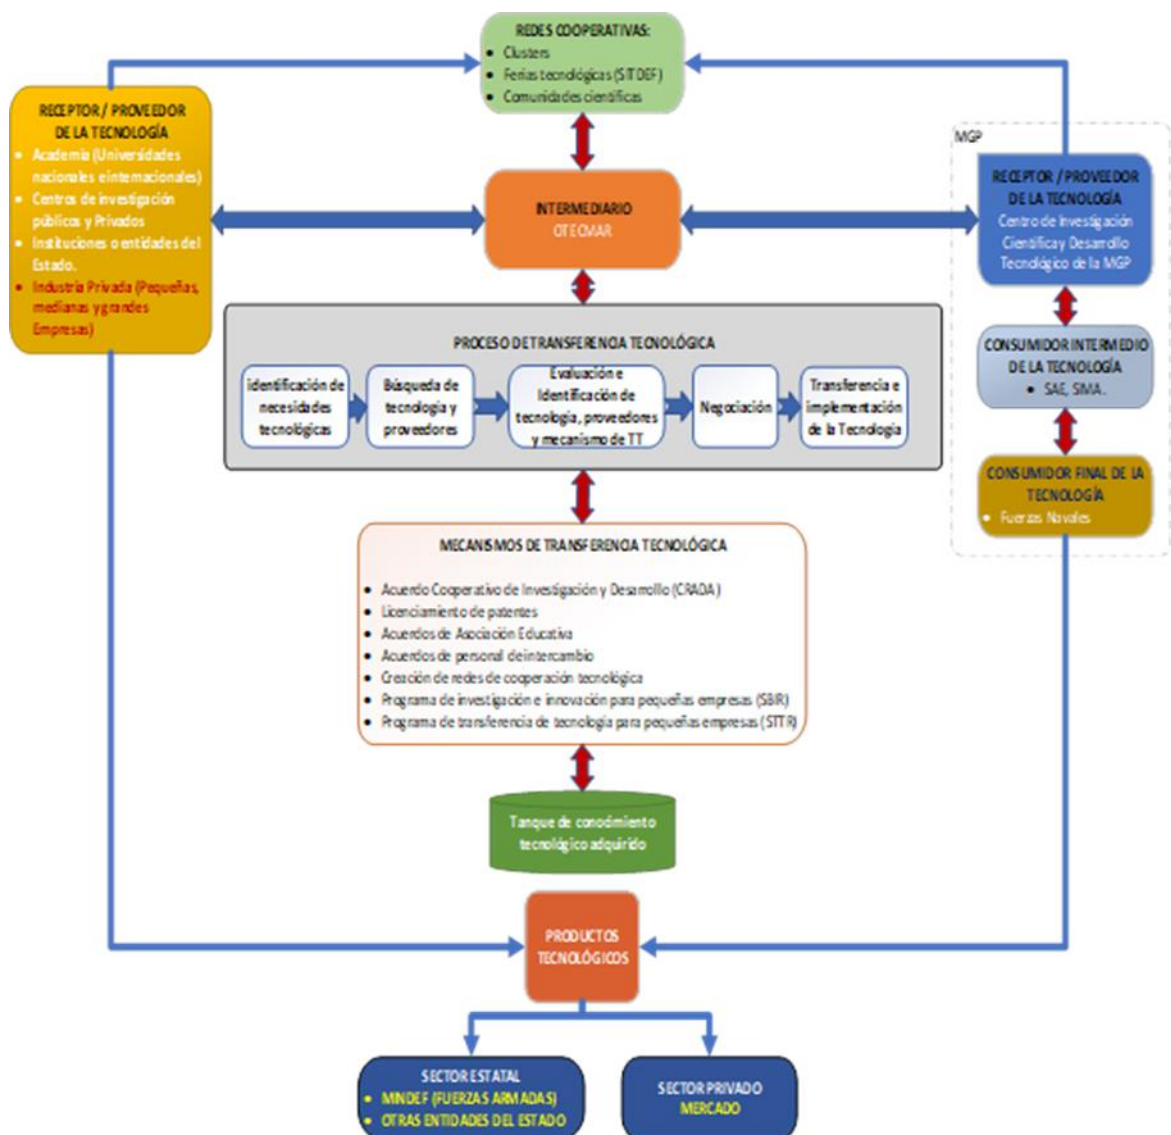 REDES COOPERATIVAS:
• Clusters
• Ferias tecnológicas (SITDEF)
• Comunidades científicas
RECEPTOR / PROVEEDOR
DE LA TECNOLOGÍA
• Academia (Universidades
nacionales e internacionales)
• Centros de investigación
públicos y Privados
• Instituciones o entidades del
Estado.
• Industria Privada (Pequeñas,
medianas y grandes
Empresas)
INTERMEDIARIO
OTECMAR
MGP
RECEPTOR / PROVEEDOR
DE LA TECNOLOGÍA
Centro de Investigación
Científica y Desarrollo
Tecnológico de la MGP
CONSUMIDOR INTERMEDIO
DE LA TECNOLOGÍA
• SAE, SIMA.
CONSUMIDOR FINAL DE LA
TECNOLOGÍA
• Fuerzas Navales
PROCESO DE TRANSFERENCIA TECNOLÓGICA
identificación de
necesidades
tecnológicas
Búsqueda de
tecnología y
proveedores
Evaluación e
Identificación de
tecnología, proveedores
y mecanismo de TT
Negociación
Transferencia e
implementación
de la Tecnología
MECANISMOS DE TRANSFERENCIA TECNOLÓGICA
• Acuerdo Cooperativo de Investigación y Desarrollo (CRADA)
• Licenciamiento de patentes
• Acuerdos de Asociación Educativa
• Acuerdos de personal de intercambio
• Creación de redes de cooperación tecnológica
• Programa de investigación e innovación para pequeñas empresas (SBIR)
• Programa de transferencia de tecnología para pequeñas empresas (STTR)
Tanque de conocimiento
tecnológico adquirido
PRODUCTOS
TECNOLÓGICOS
SECTOR ESTATAL
• MINDEF (FUERZAS ARMADAS)
• OTRAS ENTIDADES DEL ESTADO
SECTOR PRIVADO
MERCADO